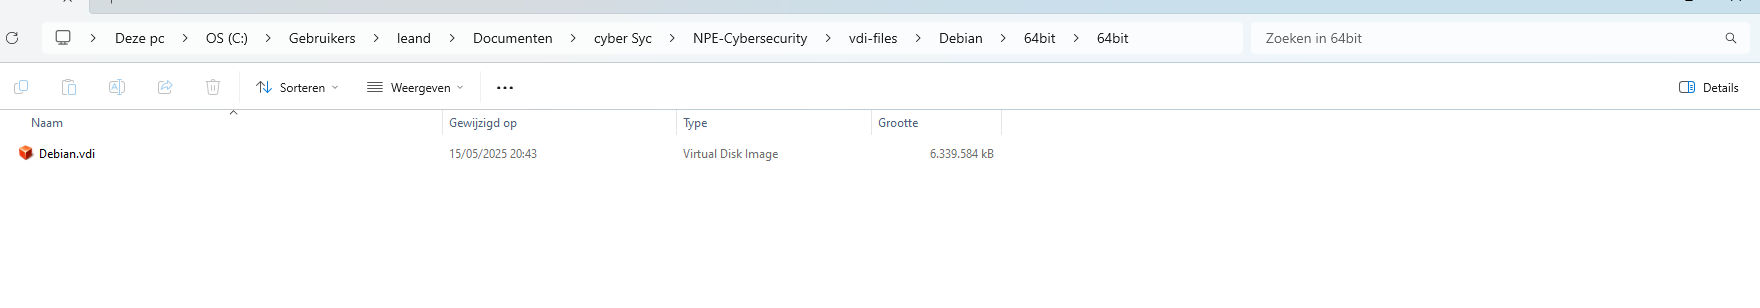 Deze pc > OS (C:) > Gebruikers > leand > Documenten > cyber Syc > NPE-Cybersecurity > vdi-files > Debian > 64bit > 64bit Zoeken in 64bit
Sorteren Weergeven ... Details
Naam Gewijzigd op Type Grootte
Debian.vdi 15/05/2025 20:43 Virtual Disk Image 6.339.584 kB